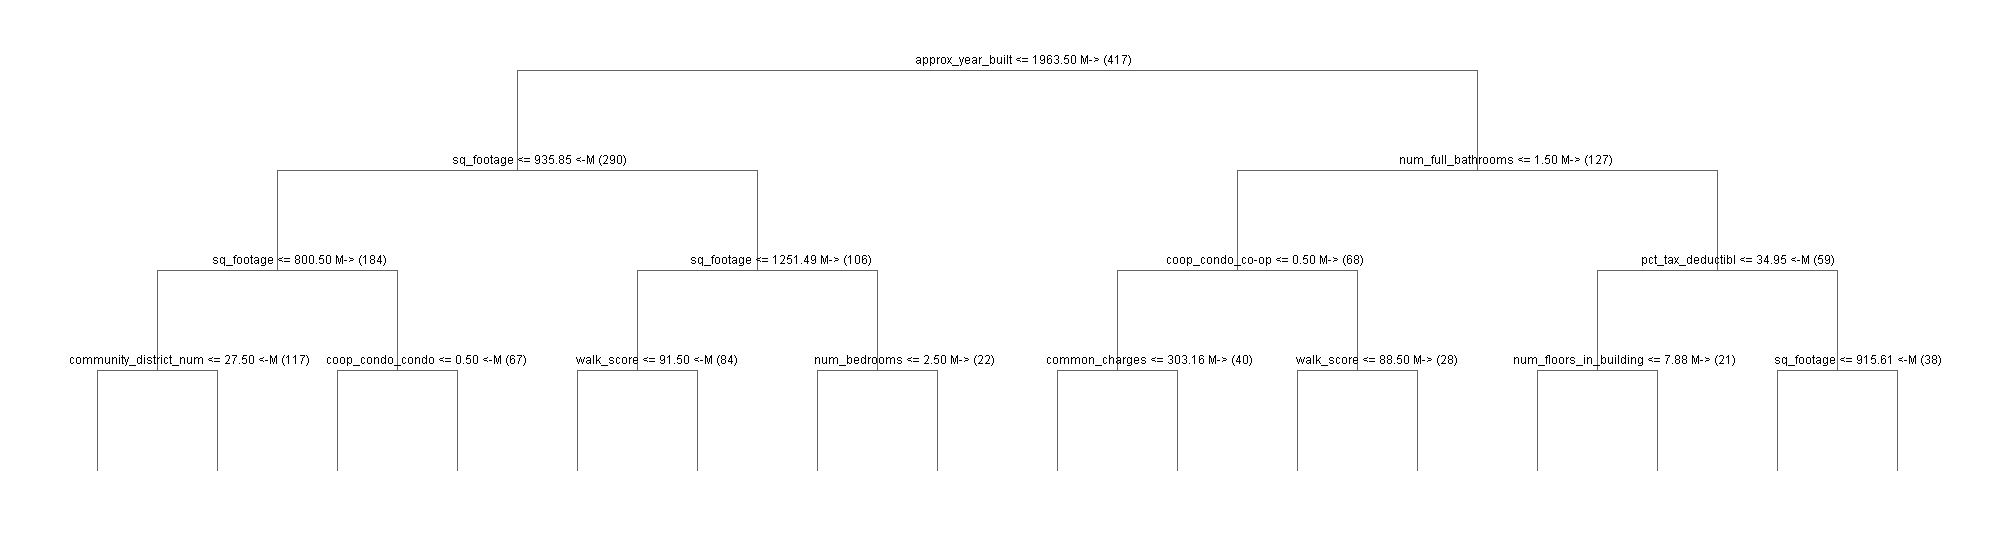 approx_year_built <= 1963.50 M-> (417)
sq_footage <= 935.85 <-M (290)
num_full_bathrooms <= 1.50 M-> (127)
sq_footage <= 800.50 M-> (184)
sq_footage <= 1251.49 M-> (106)
coop_condo_co-op <= 0.50 M-> (68)
pct_tax_deductibl <= 34.95 <-M (59)
community_district_num <= 27.50 <-M (117)
coop_condo_condo <= 0.50 <-M (67)
walk_score <= 91.50 <-M (84)
num_bedrooms <= 2.50 M-> (22)
common_charges <= 303.16 M-> (40)
walk_score <= 88.50 M-> (28)
num_floors_in_building <= 7.88 M-> (21)
sq_footage <= 915.61 <-M (38)